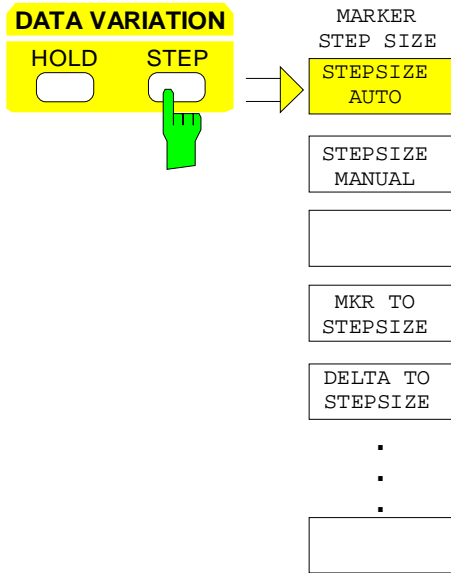 DATA VARIATION
HOLD STEP
MARKER
STEP SIZE
STEPSIZE
AUTO
STEPSIZE
MANUAL
MKR TO
STEPSIZE
DELTA TO
STEPSIZE
.
.
.